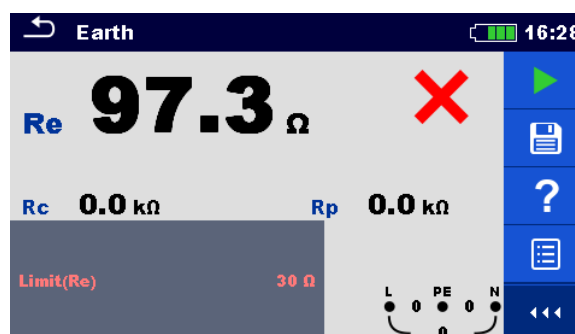 Earth 16:28
Re 97.3 Ω
Rc 0.0 kΩ Rp 0.0 kΩ
?
Limit(Re) 30 Ω
L PE N
0 0
0